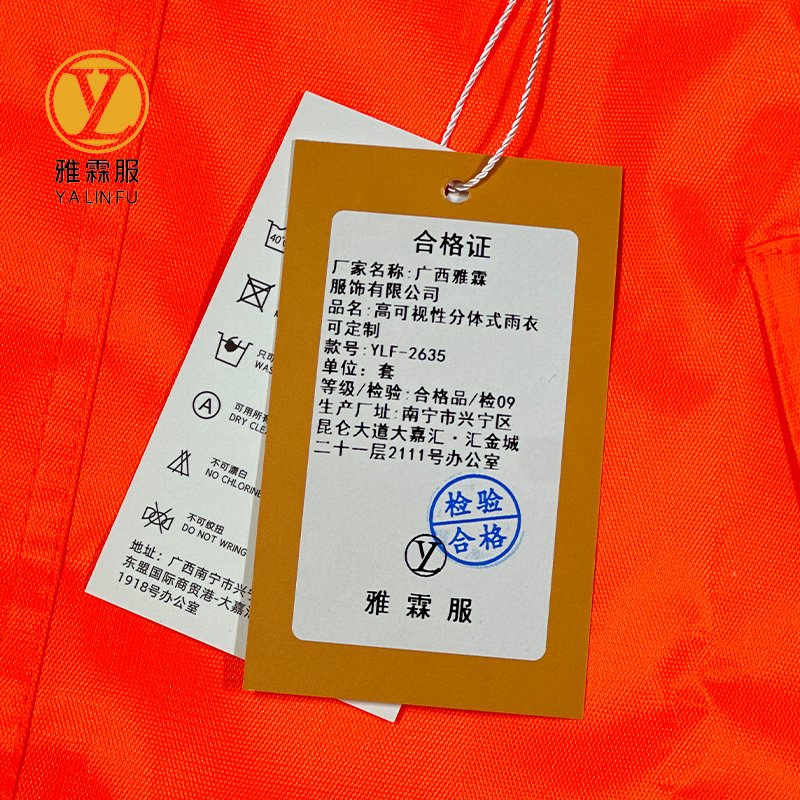 雅霖服
YALINFU
合格证
厂家名称:广西雅霖
服饰有限公司
品名:高可视性分体式雨衣
可定制
款号:YLF-2635
单位:套
等级/检验:合格品/检09
生产厂址:南宁市兴宁区
昆仑大道大嘉汇·汇金城
二十一层2111号办公室
检验
合格
Y
雅霖服
40
只可
WAS
A
可用所有
DRY CLE
不可漂白
NO CHLORINE
不可绞扭
DO NOT WRING
地址:广西南宁市兴宁
东盟国际商贸港-大嘉汇
1918号办公室